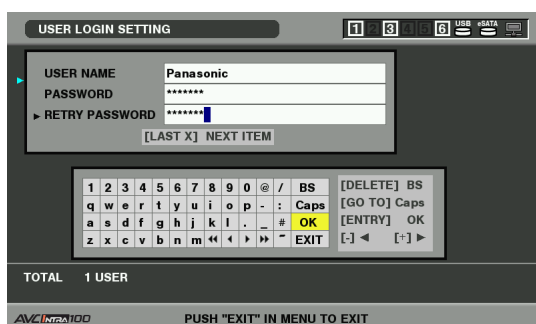 USER LOGIN SETTING 1 2 3 4 5 6 USB eSATA
USER NAME Panasonic
PASSWORD *******
▶ RETRY PASSWORD *******
[LAST X] NEXT ITEM
1 2 3 4 5 6 7 8 9 0 @ / BS [DELETE] BS
q w e r t y u i o p - : Caps [GO TO] Caps
a s d f g h j k l . _ # OK [ENTRY] OK
z x c v b n m ◀◀ ◀ ▶ ▶▶ ~ EXIT [-] ◀ [+] ▶
TOTAL 1 USER
AVC INTRA 100 PUSH "EXIT" IN MENU TO EXIT